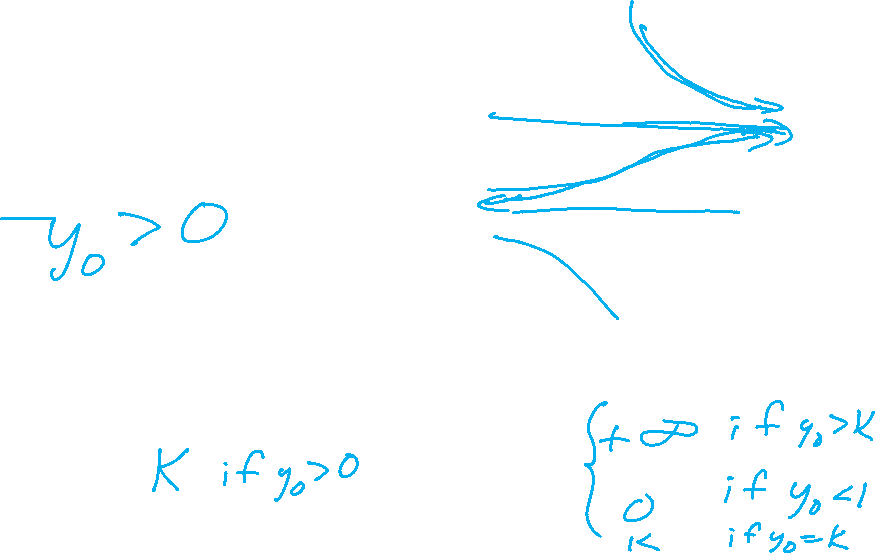 y₀ > 0
K if y₀ > 0
+∞ if y₀ > K
0 if y₀ < 1
K if y₀ = K